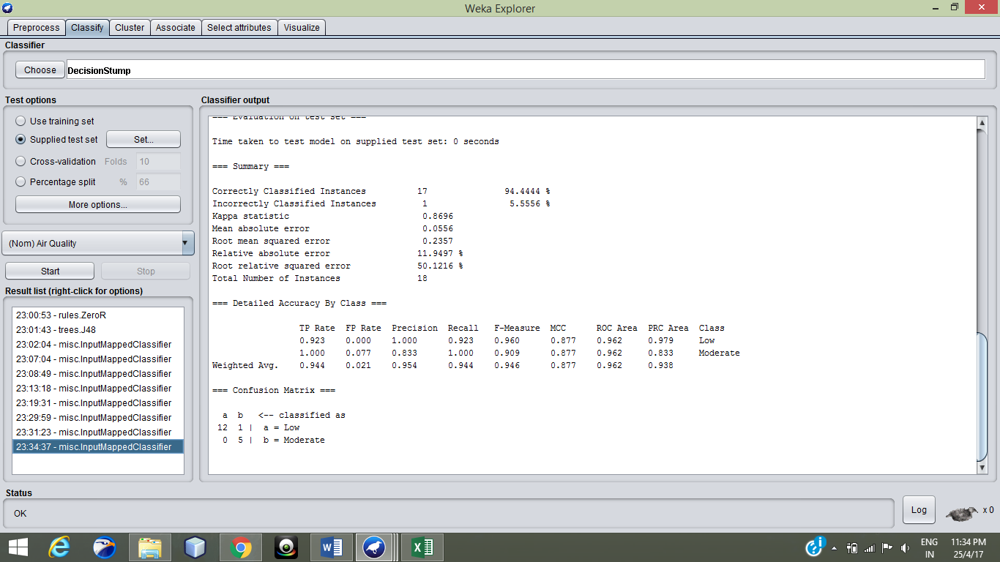 Weka Explorer
Preprocess Classify Cluster Associate Select attributes Visualize
Classifier
Choose DecisionStump
Test options
Use training set
Supplied test set Set...
Cross-validation Folds 10
Percentage split % 66
More options...
(Nom) Air Quality
Start Stop
Result list (right-click for options)
23:00:53 - rules.ZeroR
23:01:43 - trees.J48
23:02:04 - misc.InputMappedClassifier
23:07:04 - misc.InputMappedClassifier
23:08:49 - misc.InputMappedClassifier
23:13:18 - misc.InputMappedClassifier
23:19:31 - misc.InputMappedClassifier
23:29:59 - misc.InputMappedClassifier
23:31:23 - misc.InputMappedClassifier
23:34:37 - misc.InputMappedClassifier
Classifier output
=== Evaluation on test set ===
Time taken to test model on supplied test set: 0 seconds
=== Summary ===
Correctly Classified Instances 17 94.4444 %
Incorrectly Classified Instances 1 5.5556 %
Kappa statistic 0.8696
Mean absolute error 0.0556
Root mean squared error 0.2357
Relative absolute error 11.9497 %
Root relative squared error 50.1216 %
Total Number of Instances 18
=== Detailed Accuracy By Class ===
TP Rate FP Rate Precision Recall F-Measure MCC ROC Area PRC Area Class
0.923 0.000 1.000 0.923 0.960 0.877 0.962 0.979 Low
1.000 0.077 0.833 1.000 0.909 0.877 0.962 0.833 Moderate
Weighted Avg. 0.944 0.021 0.954 0.944 0.946 0.877 0.962 0.938
=== Confusion Matrix ===
a b <-- classified as
12 1 | a = Low
0 5 | b = Moderate
Status
OK
Log x 0
ENG 11:34 PM
IN 25/4/17